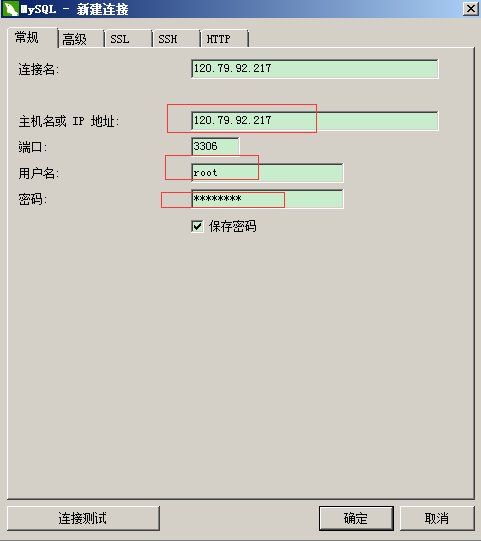 MySQL - 新建连接
常规 高级 SSL SSH HTTP
连接名: 120.79.92.217
主机名或 IP 地址: 120.79.92.217
端口: 3306
用户名: root
密码: ********
保存密码
连接测试 确定 取消